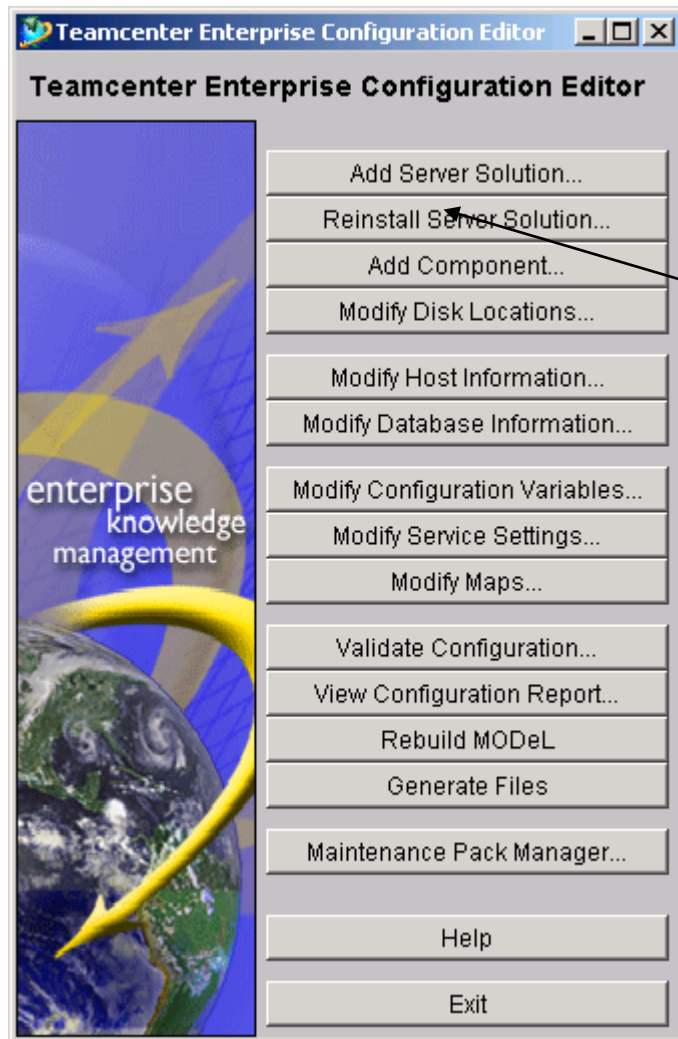 Teamcenter Enterprise Configuration Editor
Teamcenter Enterprise Configuration Editor
Add Server Solution...
Reinstall Server Solution...
Add Component...
Modify Disk Locations...
Modify Host Information...
Modify Database Information...
enterprise
knowledge
management
Modify Configuration Variables...
Modify Service Settings...
Modify Maps...
Validate Configuration...
View Configuration Report...
Rebuild MODeL
Generate Files
Maintenance Pack Manager...
Help
Exit